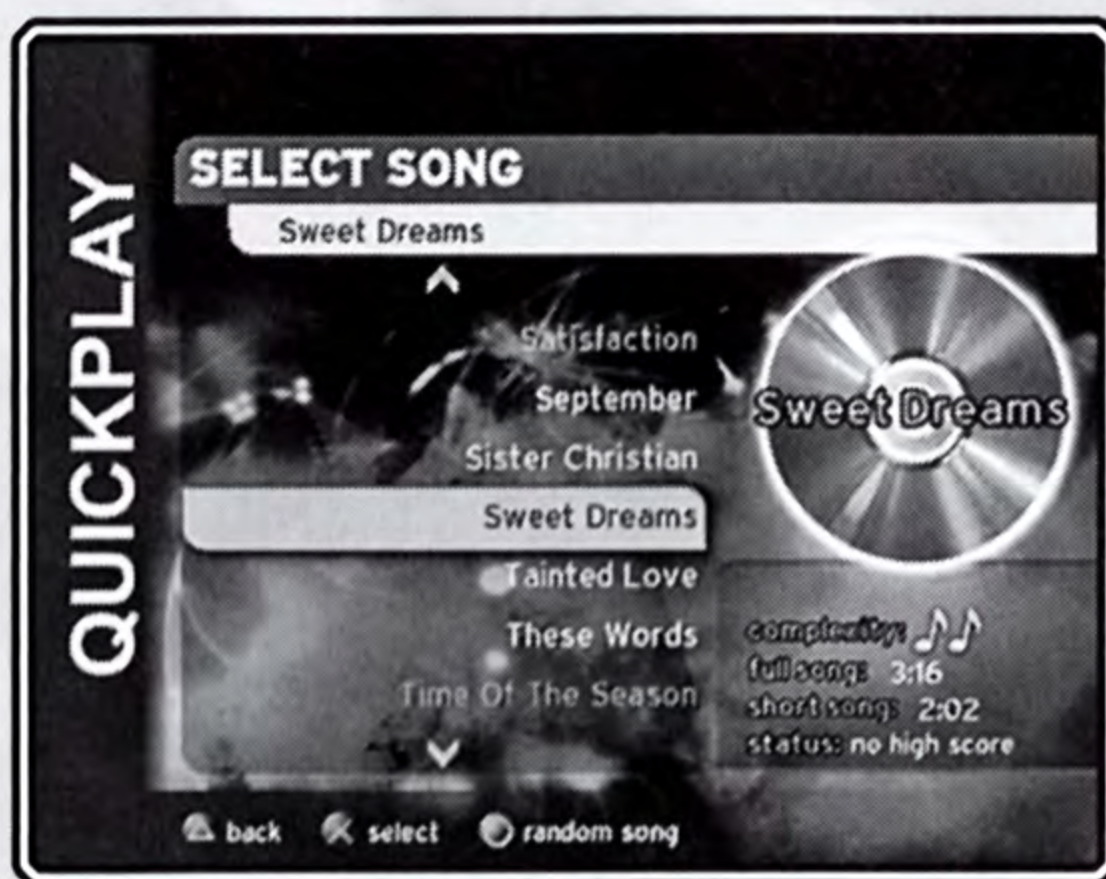 QUICKPLAY
SELECT SONG
Sweet Dreams
Satisfaction
September
Sister Christian
Sweet Dreams
Tainted Love
These Words
Time Of The Season
Sweet Dreams
complexity:
full song: 3:16
short song: 2:02
status: no high score
back select random song